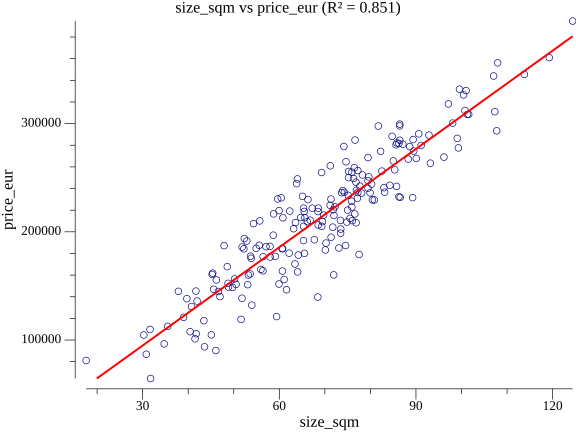 size_sqm vs price_eur (R² = 0.851)
300000
200000
100000
price_eur
30
60
90
120
size_sqm